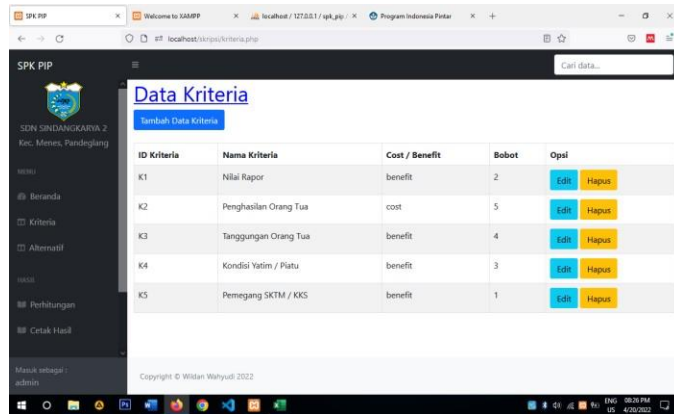 SPK PIP
Welcome to XAMPP
localhost / 127.0.0.1 / spk_pip /
Program Indonesia Pintar
localhost/skripsi/kriteria.php
SPK PIP
Cari data...
SDN SINDANGKARYA 2
Kec. Menes, Pandeglang
MENU
Beranda
Kriteria
Alternatif
HASIL
Perhitungan
Cetak Hasil
Masuk sebagai :
admin
Data Kriteria
Tambah Data Kriteria
ID Kriteria Nama Kriteria Cost / Benefit Bobot Opsi
K1 Nilai Rapor benefit 2 Edit Hapus
K2 Penghasilan Orang Tua cost 5 Edit Hapus
K3 Tanggungan Orang Tua benefit 4 Edit Hapus
K4 Kondisi Yatim / Piatu benefit 3 Edit Hapus
K5 Pemegang SKTM / KKS benefit 1 Edit Hapus
Copyright © Wildan Wahyudi 2022
ENG 08:26 PM
US 4/20/2022